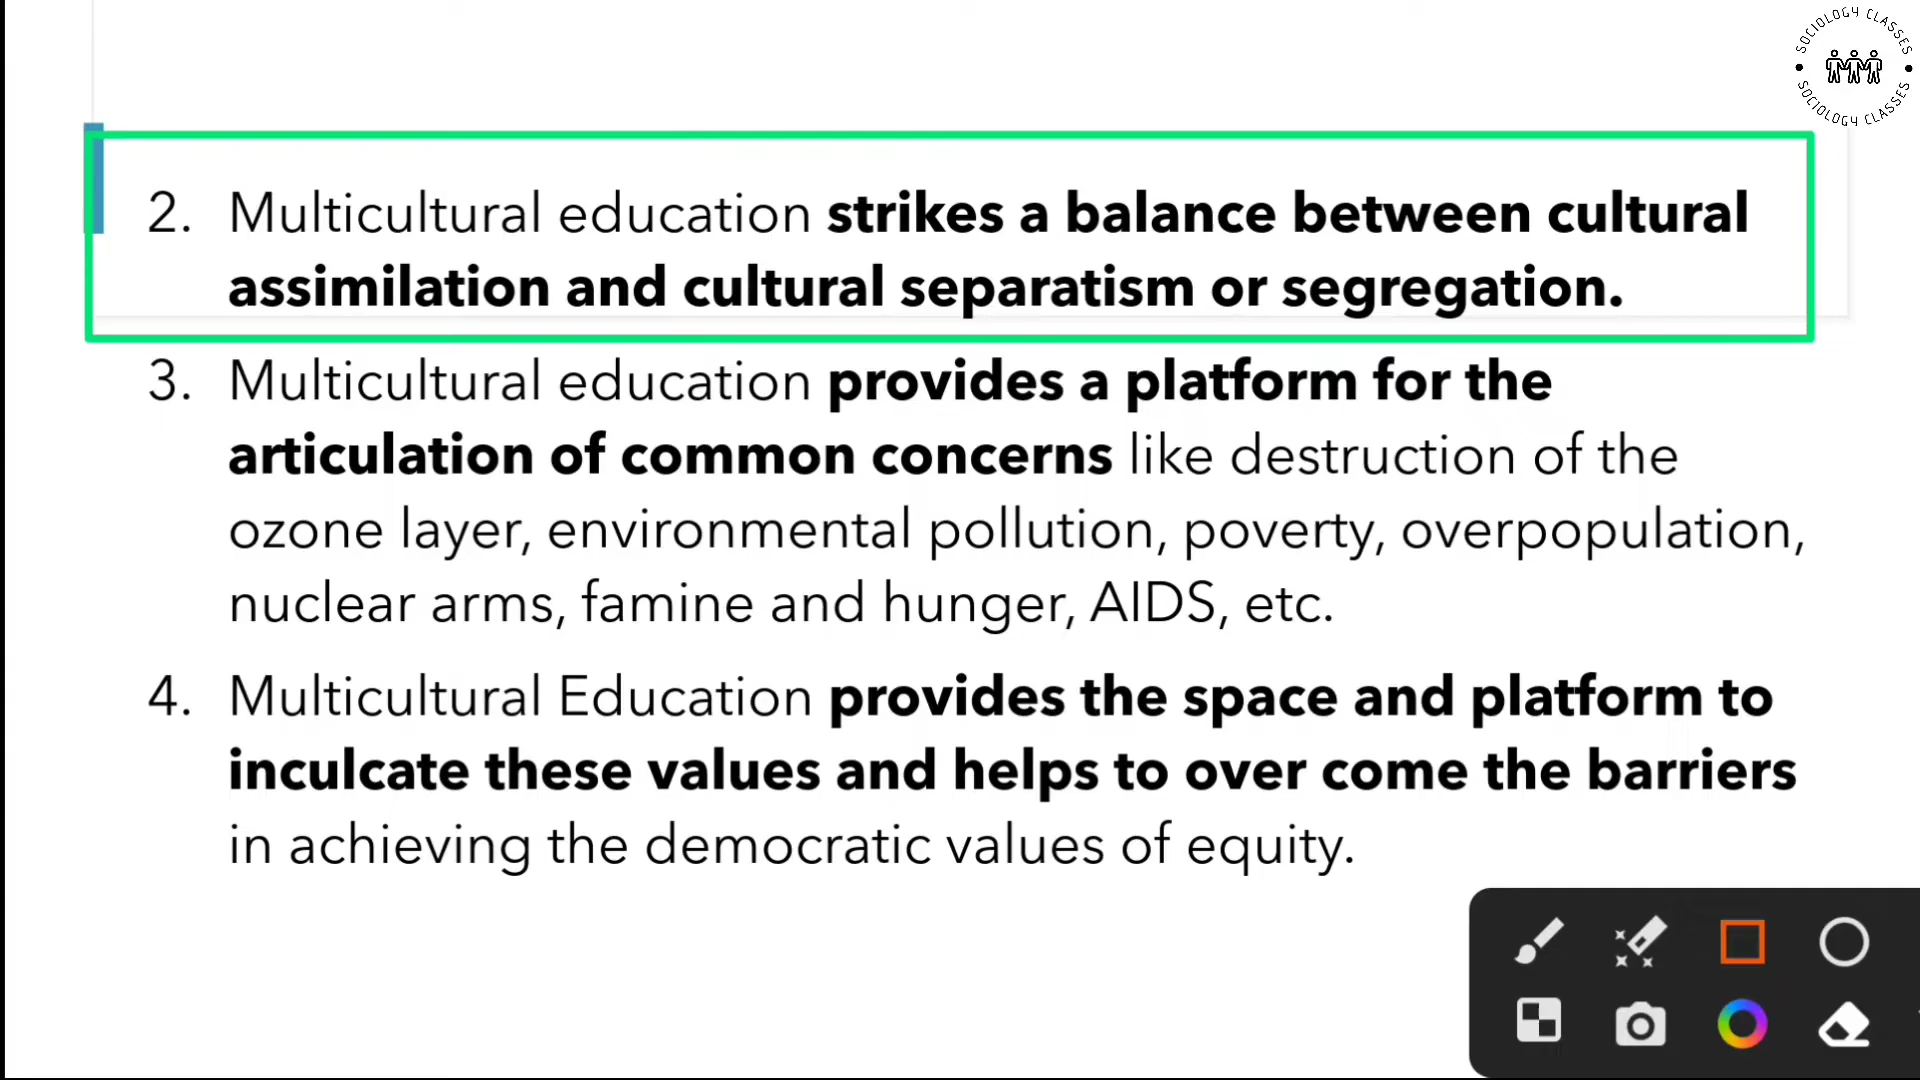 SOCIOLOGY CLASSES
SOCIOLOGY CLASSES
2. Multicultural education strikes a balance between cultural
assimilation and cultural separatism or segregation.
3. Multicultural education provides a platform for the
articulation of common concerns like destruction of the
ozone layer, environmental pollution, poverty, overpopulation,
nuclear arms, famine and hunger, AIDS, etc.
4. Multicultural Education provides the space and platform to
inculcate these values and helps to over come the barriers
in achieving the democratic values of equity.